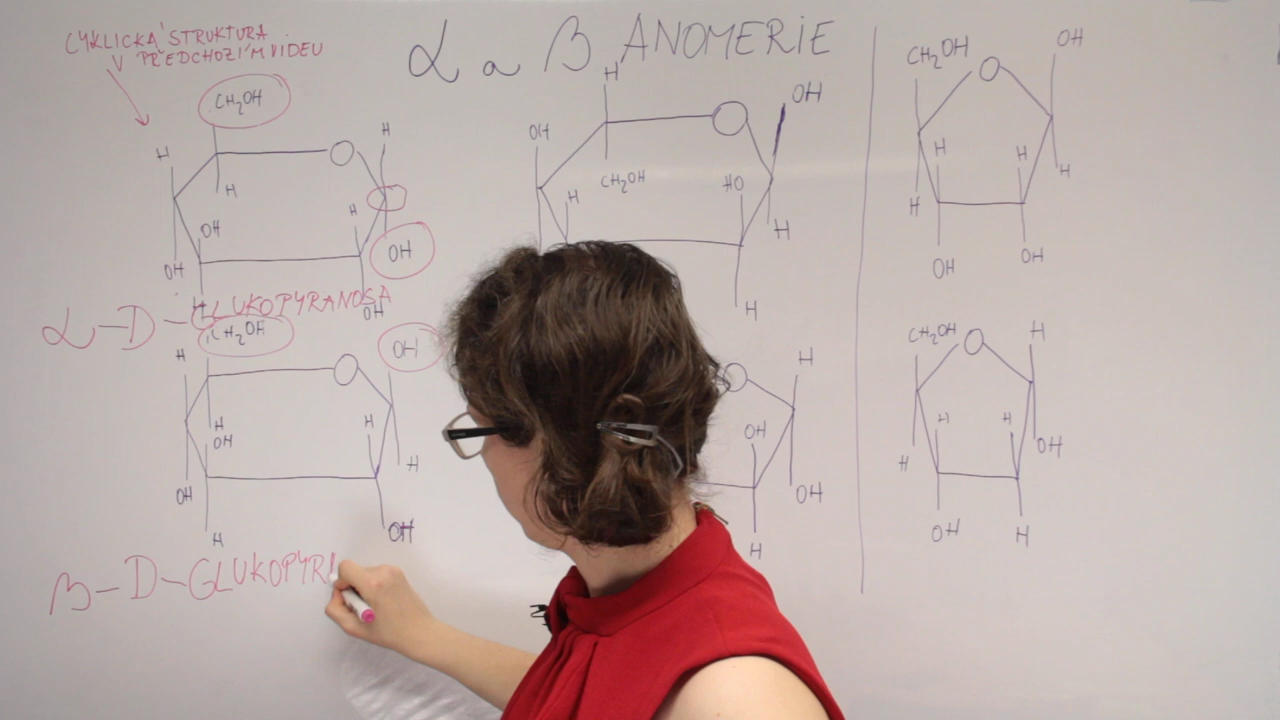 CYKLICKÁ STRUKTURA
V PŘEDCHOZÍM VIDEU
α a β ANOMERIE
CH₂OH
O
H
H
H
H
OH
OH
OH
H
OH
α-D-GLUKOPYRANOSA
CH₂OH
O
OH
H
H
OH
H
H
OH
H
OH
β-D-GLUKOPYR
H
O
OH
OH
CH₂OH
HO
H
H
H
O
H
OH
OH
H
CH₂OH
O
OH
H
H
H
H
OH
OH
CH₂OH
O
H
H
H
OH
H
OH
H